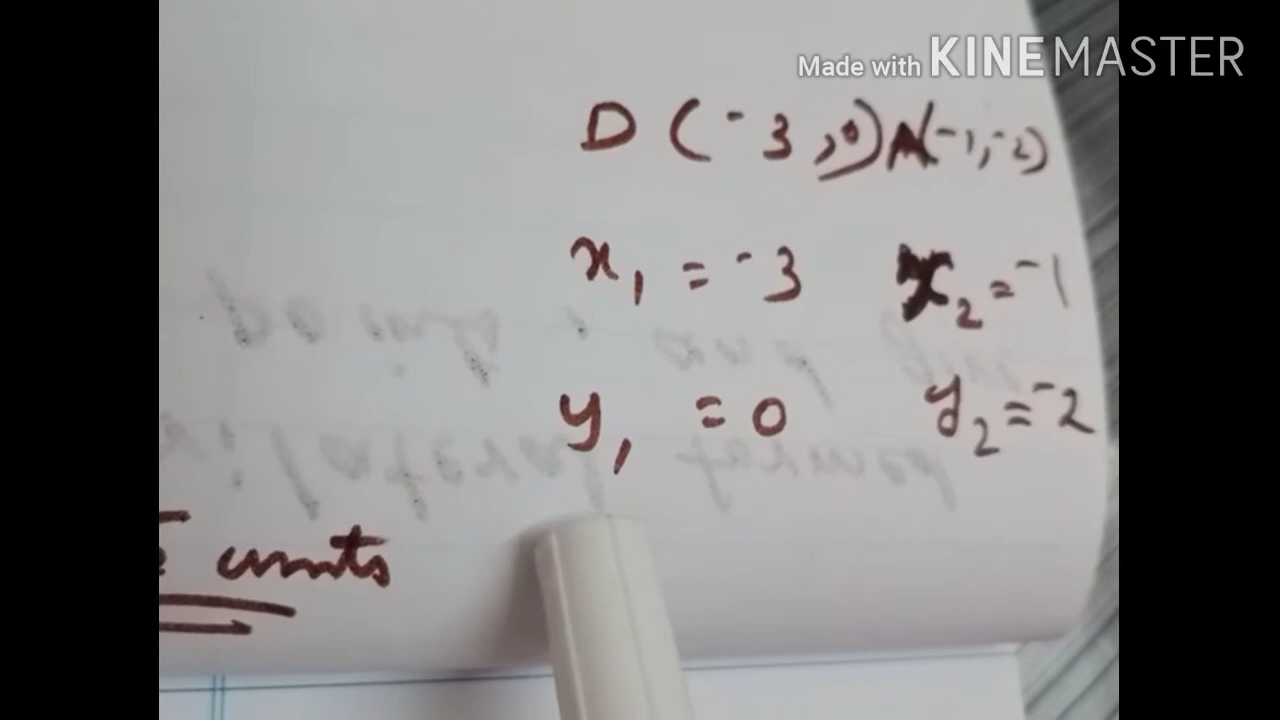 Made with KINEMASTER
D (-3,0) A(-1,-2)
x₁ = -3 x₂ = -1
y₁ = 0 y₂ = -2
units